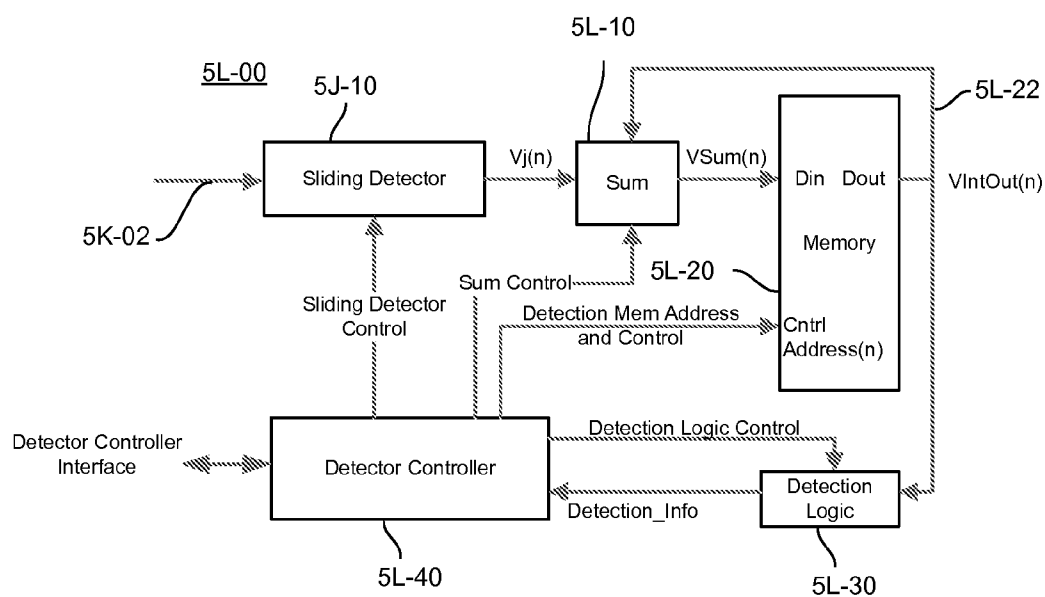 5L-10
5L-00
5J-10
5L-22
Sliding Detector
Vj(n)
Sum
VSum(n)
Din Dout
VIntOut(n)
5K-02
Memory
5L-20
Sum Control
Sliding Detector
Control
Detection Mem Address
and Control
Cntrl
Address(n)
Detection Logic Control
Detector Controller
Interface
Detector Controller
Detection
Logic
Detection_Info
5L-40
5L-30